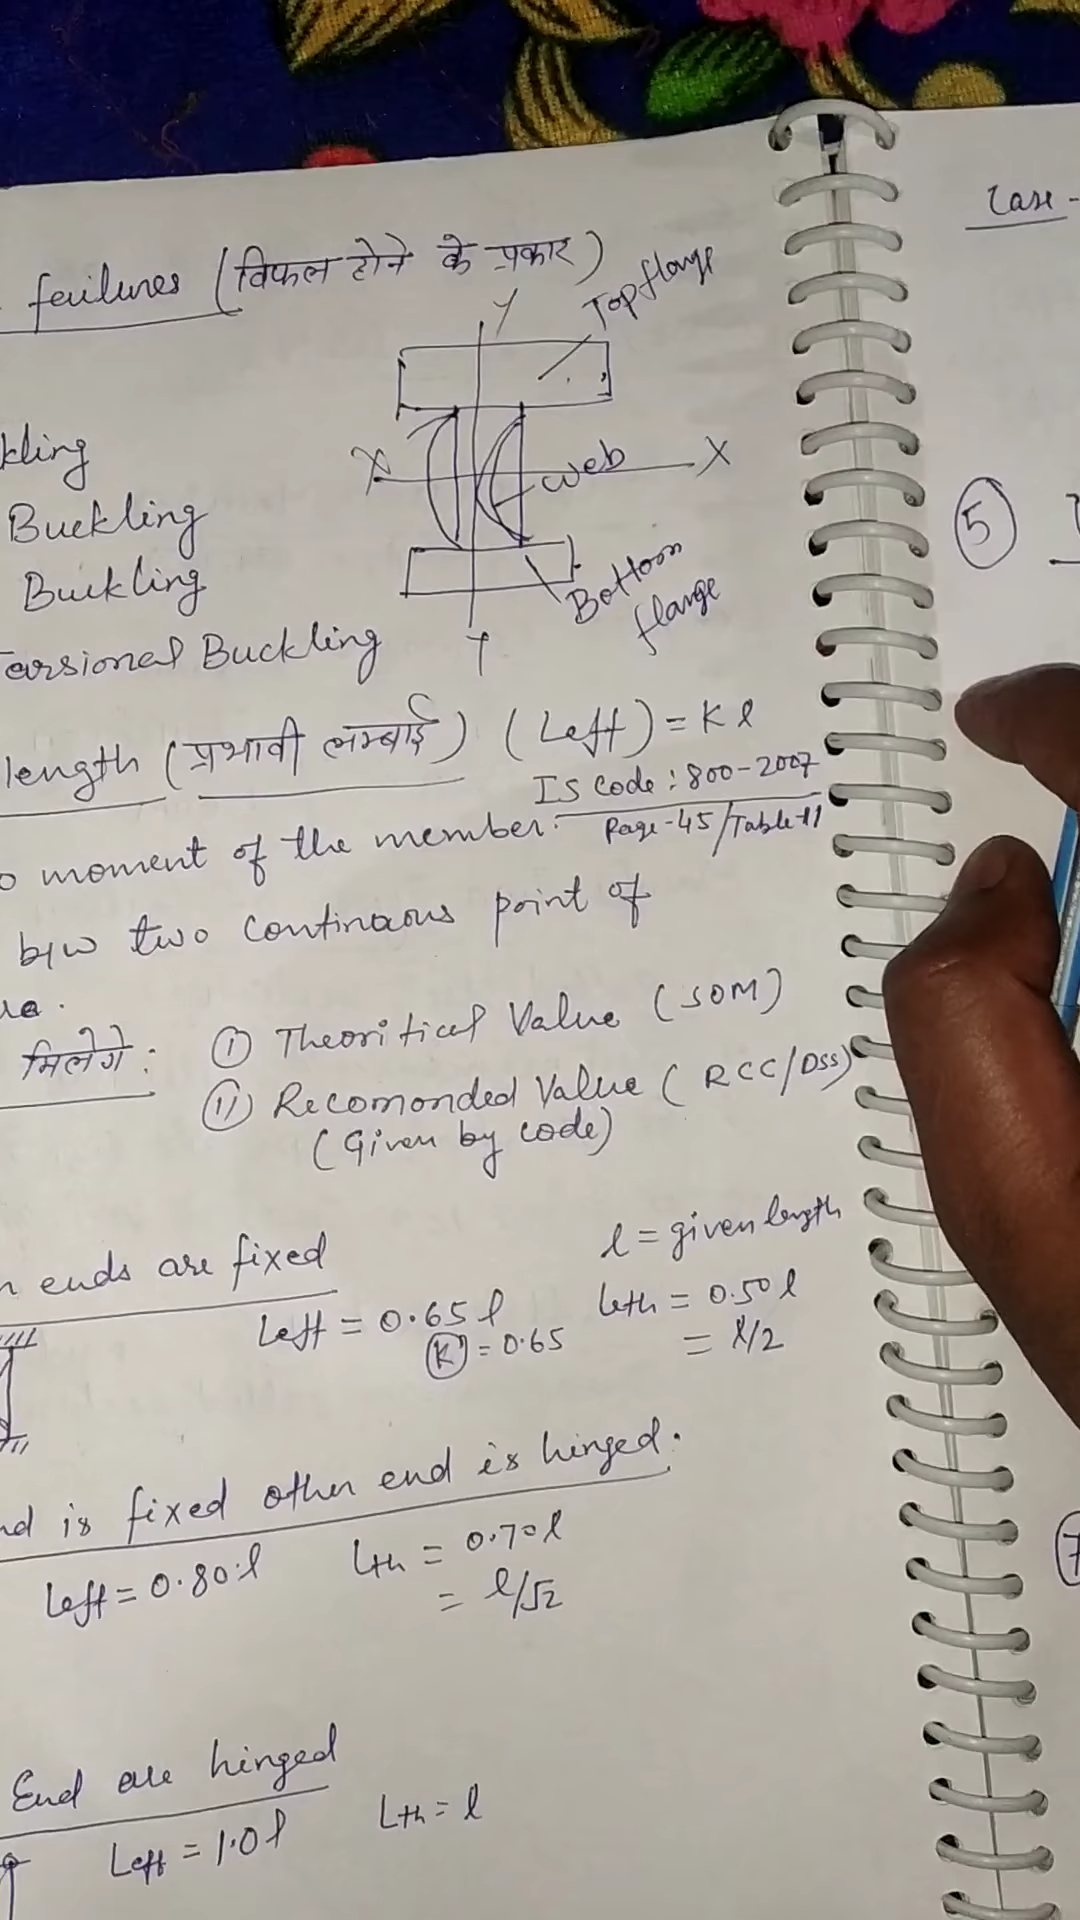 feilures (विफल होने के प्रकार)
Top flange
Y
kling
X
web
X
Buckling
Buckling
Bottom
flange
Torsional Buckling
Y
length (प्रभावी लम्बाई) (Leff) = K l
IS Code : 800-2007
Page-45/Table-11
o moment of the member.
b/w two continuous point of
मिलेगे : (i) Theoritical Value (SOM)
(ii) Recomonded Value (RCC/DSS)
(Given by code)
l = given length
ends are fixed
Leff = 0.65 l
Lth = 0.50 l
(K) = 0.65
= l/2
nd is fixed other end is hinged.
Leff = 0.80 l
Lth = 0.70 l
= l/√2
End are hinged
Leff = 1.0 l
Lth = l
Case -
5
7